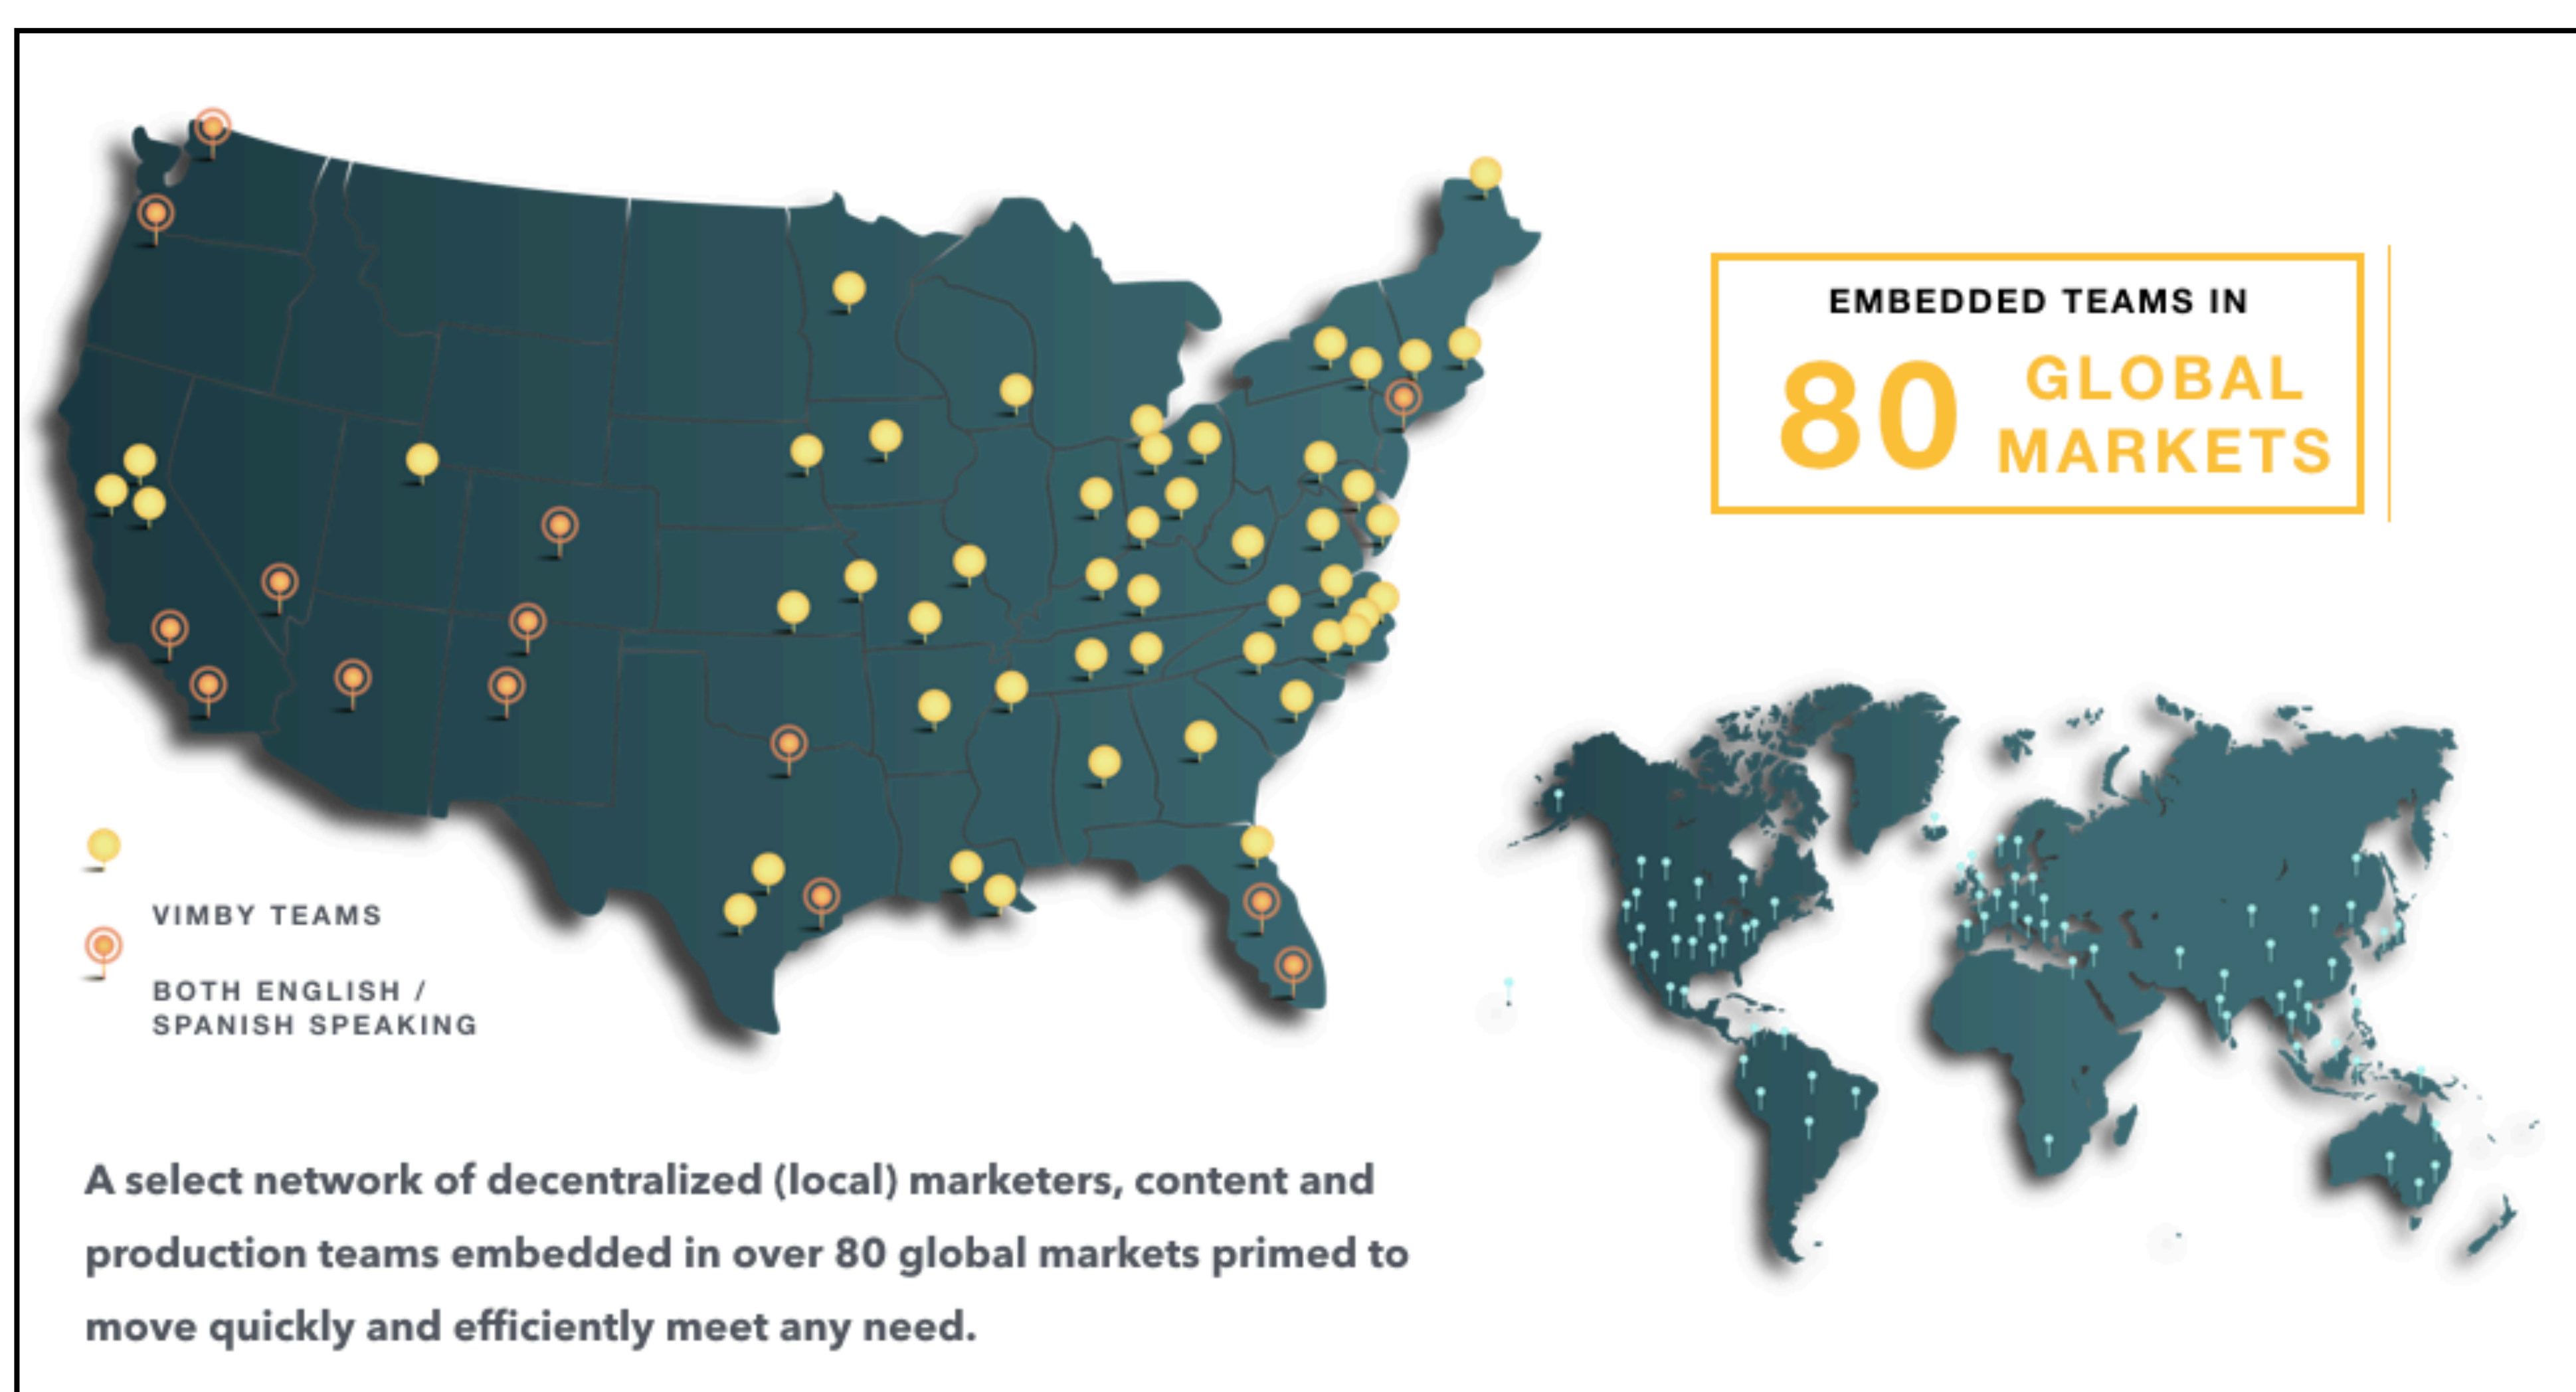 EMBEDDED TEAMS IN
80 GLOBAL
MARKETS
VIMBY TEAMS
BOTH ENGLISH /
SPANISH SPEAKING
A select network of decentralized (local) marketers, content and
production teams embedded in over 80 global markets primed to
move quickly and efficiently meet any need.